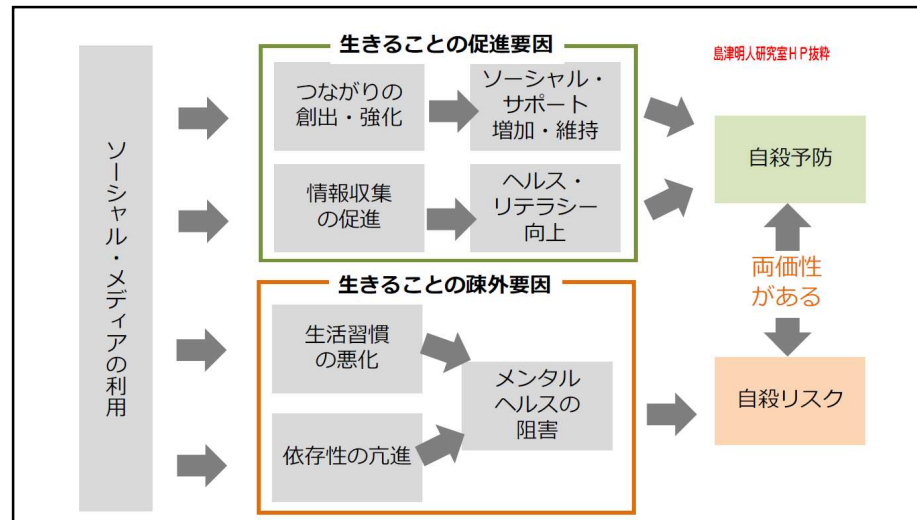 生きることの促進要因
島津明人研究室HP抜粋
つながりの
創出・強化
ソーシャル・
サポート
増加・維持
自殺予防
情報収集
の促進
ヘルス・
リテラシー
向上
ソーシャル・メディアの利用
両価性
がある
生きることの疎外要因
生活習慣
の悪化
メンタル
ヘルスの
阻害
自殺リスク
依存性の亢進